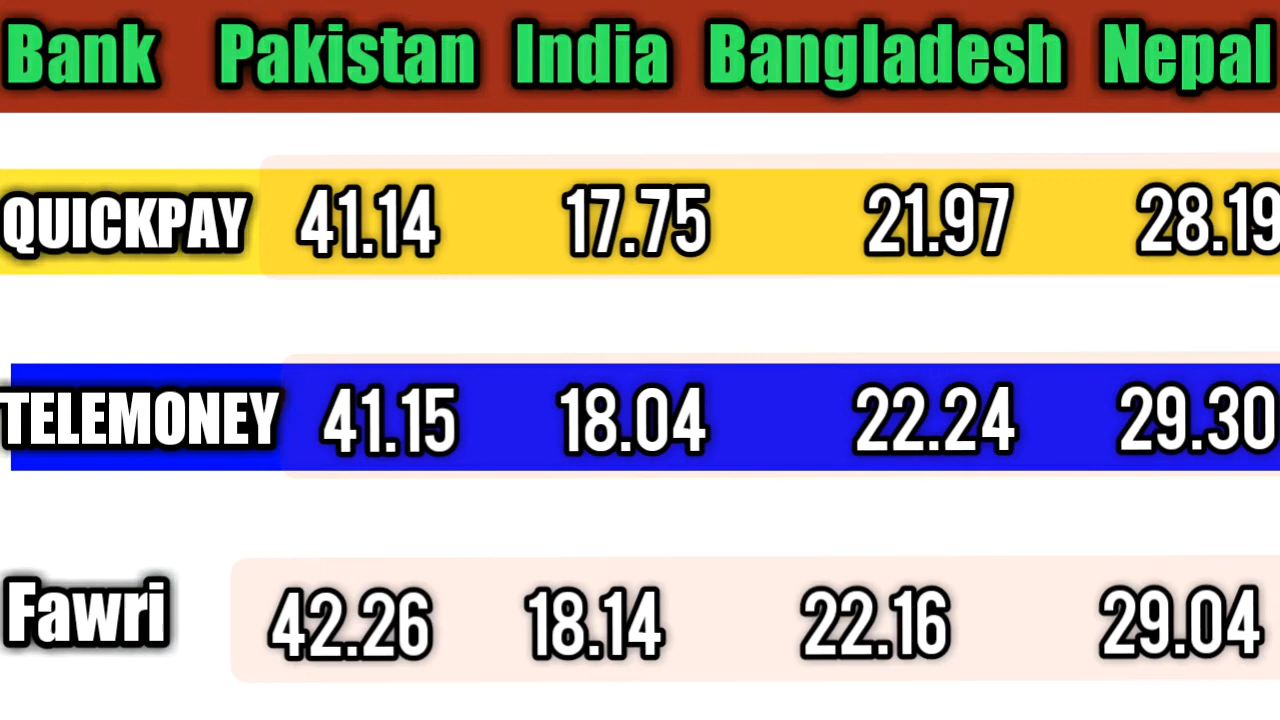 Bank Pakistan India Bangladesh Nepal
QUICKPAY 41.14 17.75 21.97 28.19
TELEMONEY 41.15 18.04 22.24 29.30
Fawri 42.26 18.14 22.16 29.04